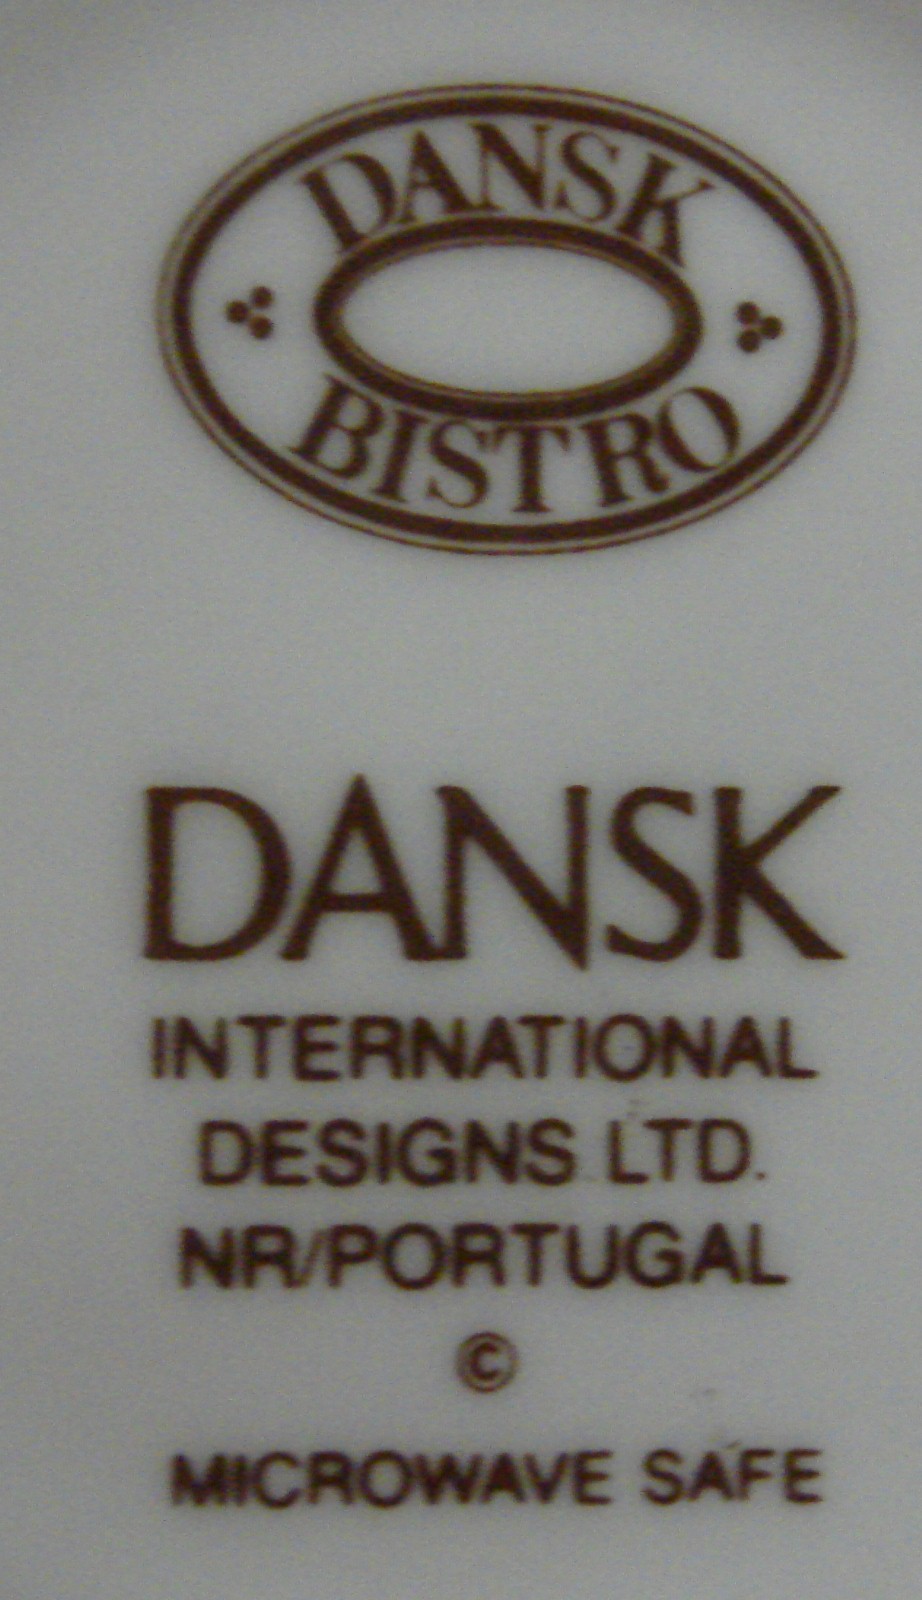 DANSK
BISTRO
DANSK
INTERNATIONAL
DESIGNS LTD.
NR/PORTUGAL
©
MICROWAVE SAFE